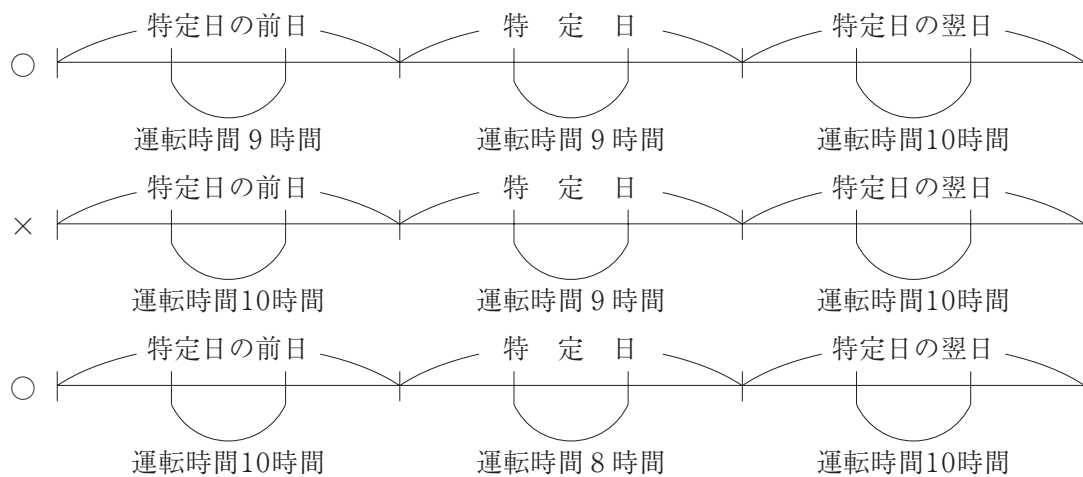 特定日の前日 特　定　日 特定日の翌日
○
運転時間９時間 運転時間９時間 運転時間10時間
特定日の前日 特　定　日 特定日の翌日
×
運転時間10時間 運転時間９時間 運転時間10時間
特定日の前日 特　定　日 特定日の翌日
○
運転時間10時間 運転時間８時間 運転時間10時間